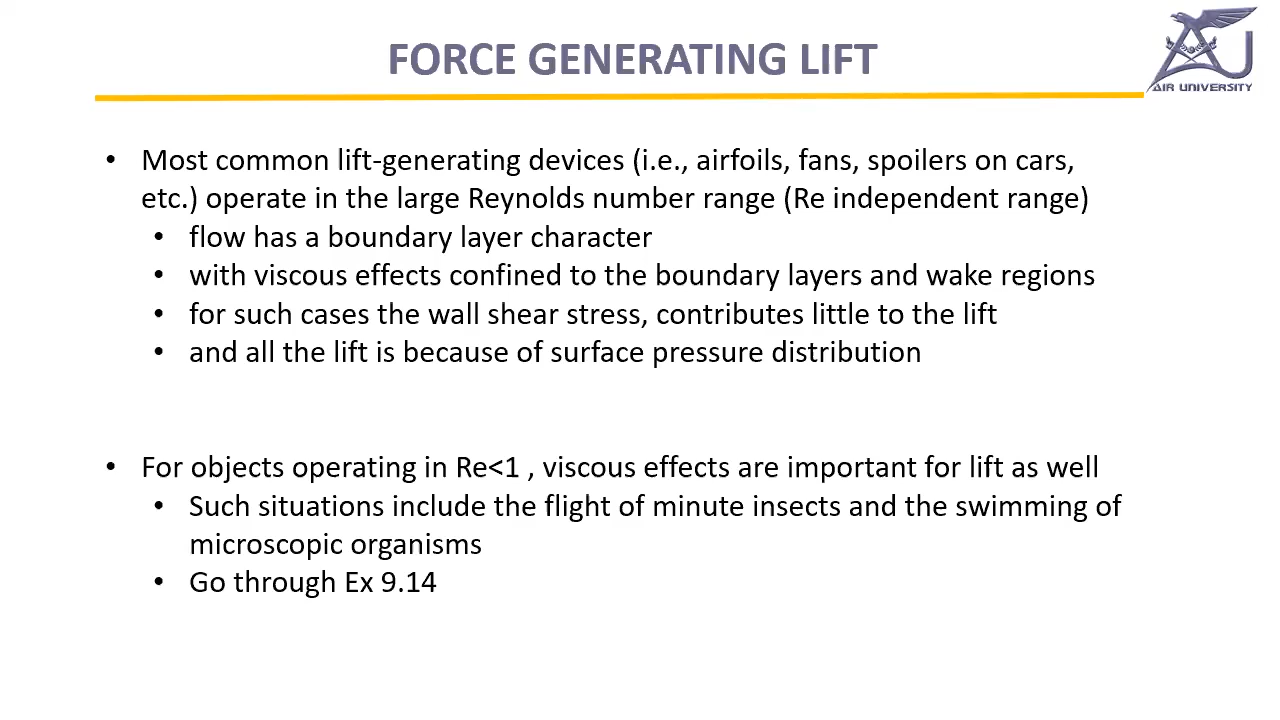 FORCE GENERATING LIFT
AIR UNIVERSITY
• Most common lift-generating devices (i.e., airfoils, fans, spoilers on cars,
etc.) operate in the large Reynolds number range (Re independent range)
• flow has a boundary layer character
• with viscous effects confined to the boundary layers and wake regions
• for such cases the wall shear stress, contributes little to the lift
• and all the lift is because of surface pressure distribution
• For objects operating in Re<1 , viscous effects are important for lift as well
• Such situations include the flight of minute insects and the swimming of
microscopic organisms
• Go through Ex 9.14